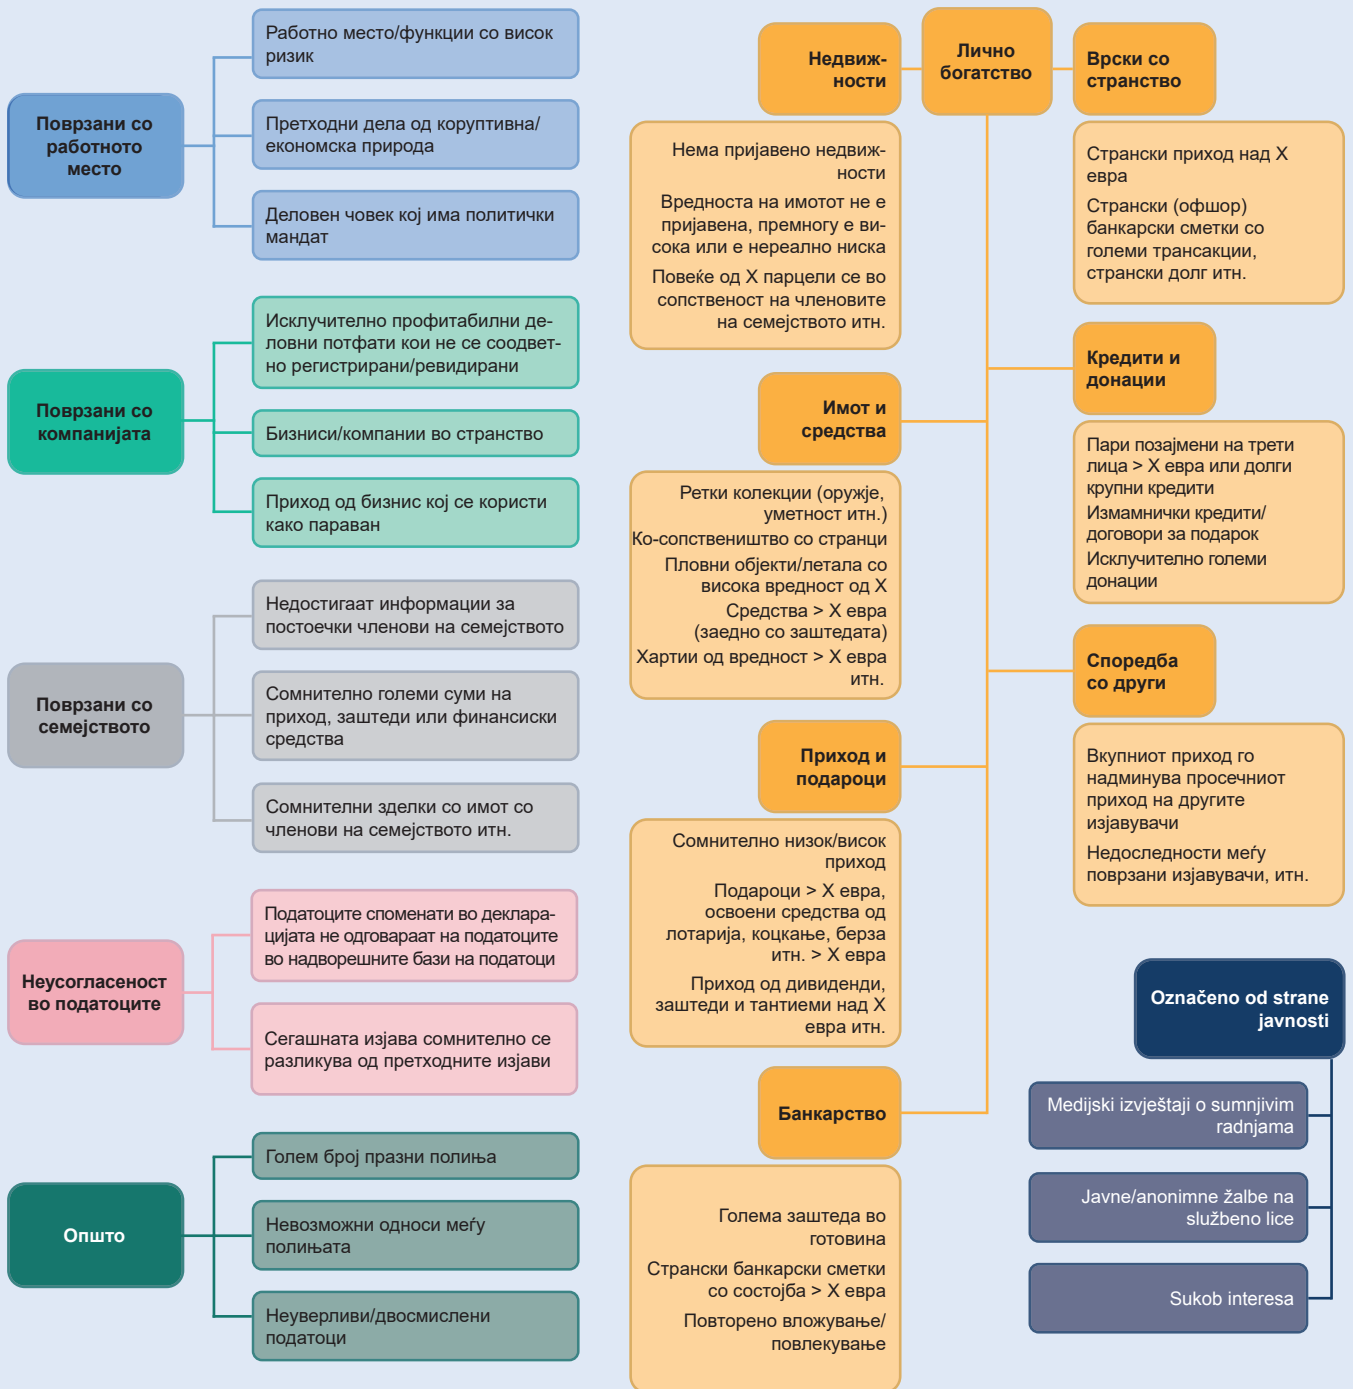 Поврзани со
работното
место
Работно место/функции со висок
ризик
Претходни дела од коруптивна/
економска природа
Деловен човек кој има политички
мандат
Поврзани со
компанијата
Исклучително профитабилни де-
ловни потфати кои не се соодвет-
но регистрирани/ревидирани
Бизниси/компании во странство
Приход од бизнис кој се користи
како параван
Поврзани со
семејството
Недостигаат информации за
постоечки членови на семејството
Сомнително големи суми на
приход, заштеди или финансиски
средства
Сомнителни зделки со имот со
членови на семејството итн.
Неусогласеност
во податоците
Податоците споменати во деклара-
цијата не одговараат на податоците
во надворешните бази на податоци
Сегашната изјава сомнително се
разликува од претходните изјави
Општо
Голем број празни полиња
Невозможни односи меѓу
полињата
Неуверливи/двосмислени
податоци
Лично
богатство
Недвиж-
ности
Нема пријавено недвиж-
ности
Вредноста на имотот не е
пријавена, премногу е ви-
сока или е нереално ниска
Повеќе од X парцели се во
сопственост на членовите
на семејството итн.
Имот и
средства
Ретки колекции (оружје,
уметност итн.)
Ко-сопствеништво со странци
Пловни објекти/летала со
висока вредност од X
Средства > X евра
(заедно со заштедата)
Хартии од вредност > X евра
итн.
Приход и
подароци
Сомнително низок/висок
приход
Подароци > X евра,
освоени средства од
лотарија, коцкање, берза
итн. > X евра
Приход од дивиденди,
заштеди и тантиеми над X
евра итн.
Банкарство
Голема заштеда во
готовина
Странски банкарски сметки
со состојба > X евра
Повторено вложување/
повлекување
Врски со
странство
Странски приход над X
евра
Странски (офшор)
банкарски сметки со
големи трансакции,
странски долг итн.
Кредити и
донации
Пари позајмени на трети
лица > X евра или долги
крупни кредити
Измамнички кредити/
договори за подарок
Исклучително големи
донации
Споредба
со други
Вкупниот приход го
надминува просечниот
приход на другите
изјавувачи
Недоследности меѓу
поврзани изјавувачи, итн.
Označeno od strane
javnosti
Medijski izvještaji o sumnjivim
radnjama
Javne/anonimne žalbe na
službeno lice
Sukob interesa